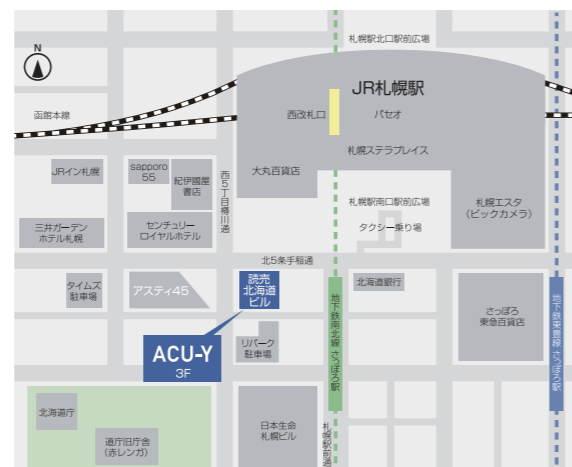 札幌駅北口駅前広場
N
JR札幌駅
函館本線
西改札口
パセオ
札幌ステラプレイス
JRイン札幌
sapporo
55
紀伊國屋
書店
西5丁目樽川通
大丸百貨店
札幌駅南口駅前広場
タクシー乗り場
札幌エスタ
(ビックカメラ)
三井ガーデン
ホテル札幌
センチュリー
ロイヤルホテル
北5条手稲通
タイムズ
駐車場
アスティ45
読売
北海道
ビル
地下鉄南北線 さっぽろ駅
北海道銀行
さっぽろ
東急百貨店
地下鉄東豊線 さっぽろ駅
ACU-Y
3F
リパーク
駐車場
北海道庁
道庁旧庁舎
(赤レンガ)
日本生命
札幌ビル
札幌駅前通